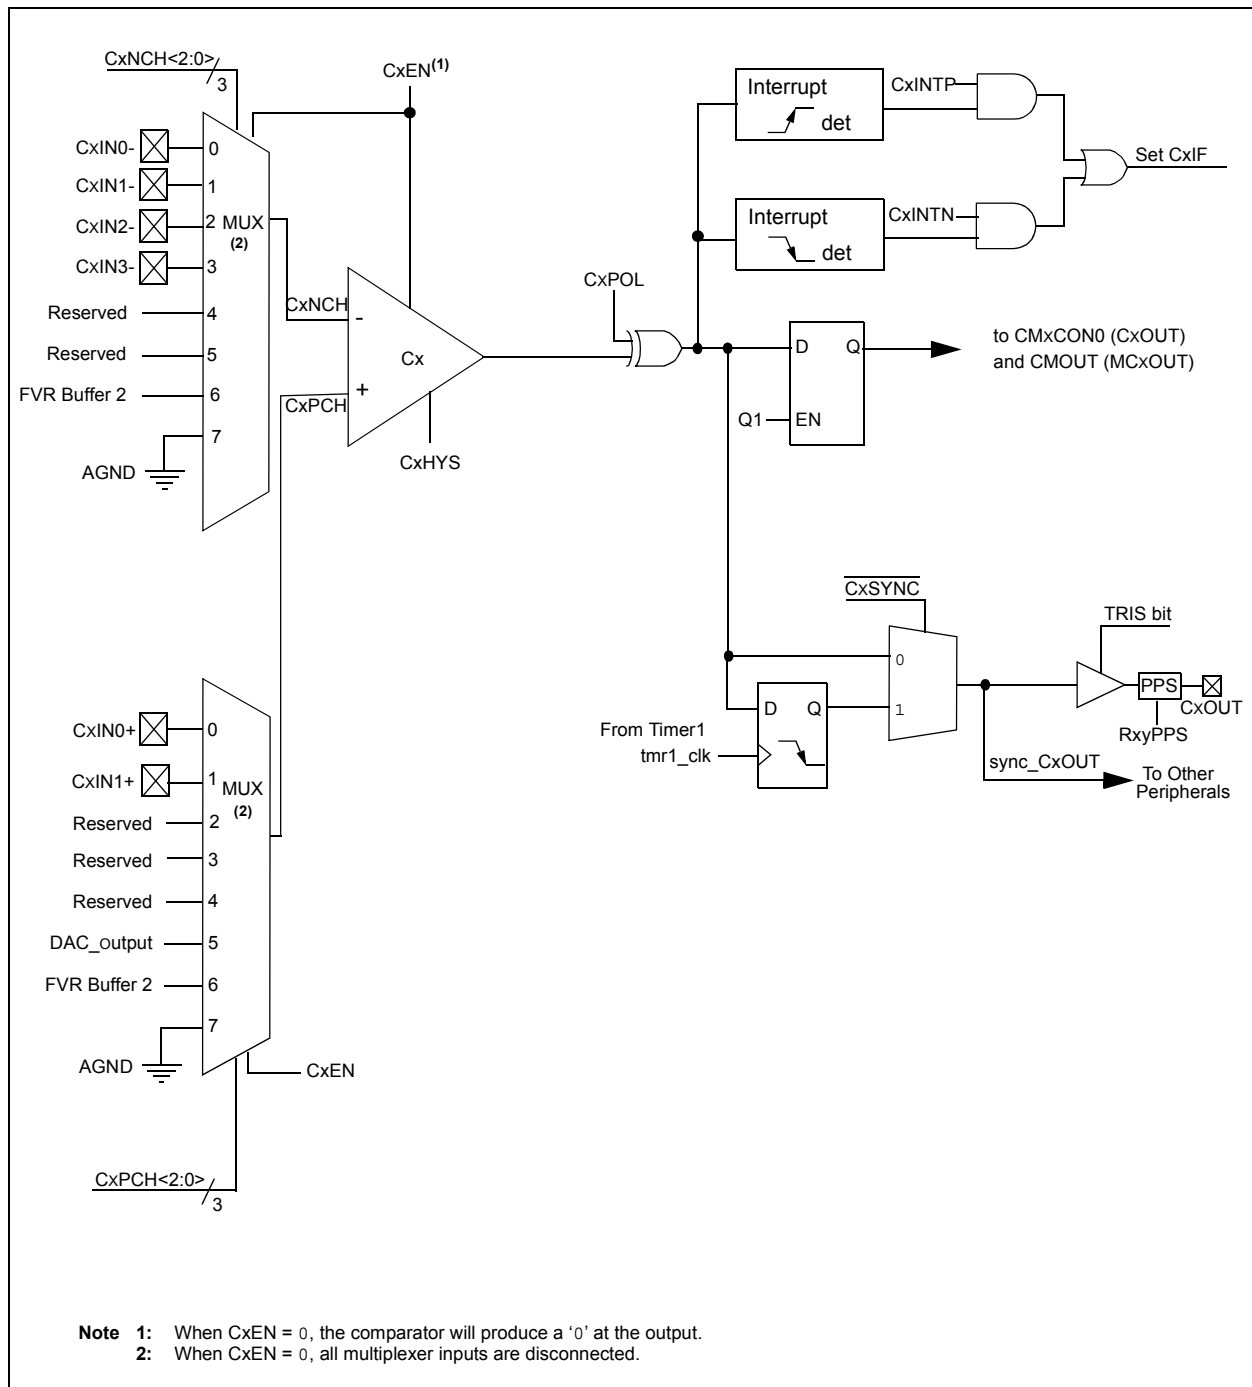 CxNCH<2:0>
3
CxEN(1)
CxIN0-
0
CxIN1-
1
CxIN2-
2
MUX
(2)
CxIN3-
3
Reserved
4
Reserved
5
FVR Buffer 2
6
7
AGND
CxNCH
-
Cx
+
CxPCH
CxHYS
Interrupt
det
CxINTP
Interrupt
det
CxINTN
Set CxIF
CxPOL
D
Q
Q1
EN
to CMxCON0 (CxOUT)
and CMOUT (MCxOUT)
CxSYNC
0
1
D
Q
From Timer1
tmr1_clk
TRIS bit
PPS
CxOUT
RxyPPS
sync_CxOUT
To Other
Peripherals
CxIN0+
0
CxIN1+
1
MUX
(2)
Reserved
2
Reserved
3
Reserved
4
DAC_output
5
FVR Buffer 2
6
7
AGND
CxEN
CxPCH<2:0>
3
Note 1: When CxEN = 0, the comparator will produce a ‘0’ at the output.
2: When CxEN = 0, all multiplexer inputs are disconnected.